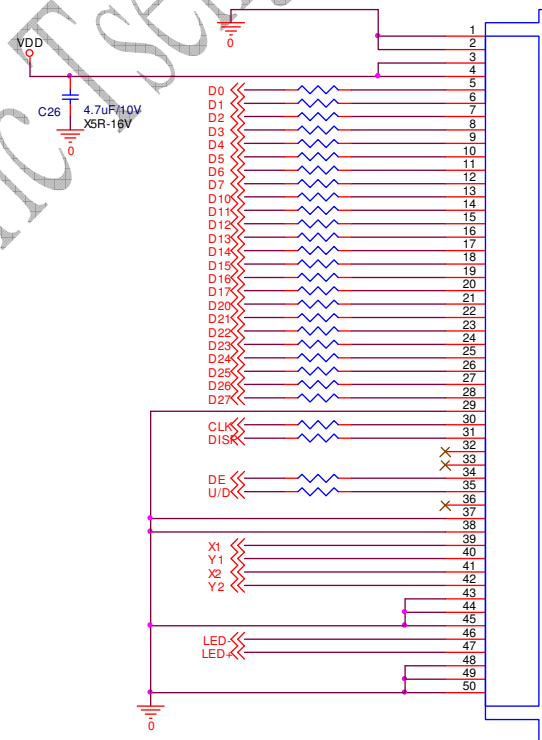 VDD
0
C26
4.7uF/10V
X5R-16V
0
D0
D1
D2
D3
D4
D5
D6
D7
D10
D11
D12
D13
D14
D15
D16
D17
D20
D21
D22
D23
D24
D25
D26
D27
CLK
DISP
DE
U/D
X1
Y1
X2
Y2
LED-
LED+
0
1
2
3
4
5
6
7
8
9
10
11
12
13
14
15
16
17
18
19
20
21
22
23
24
25
26
27
28
29
30
31
32
33
34
35
36
37
38
39
40
41
42
43
44
45
46
47
48
49
50